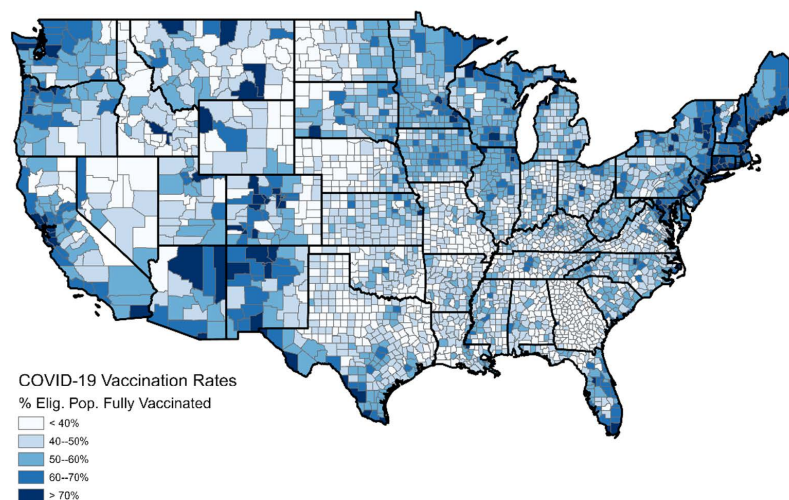 COVID-19 Vaccination Rates
% Elig. Pop. Fully Vaccinated
< 40%
40--50%
50--60%
60--70%
> 70%